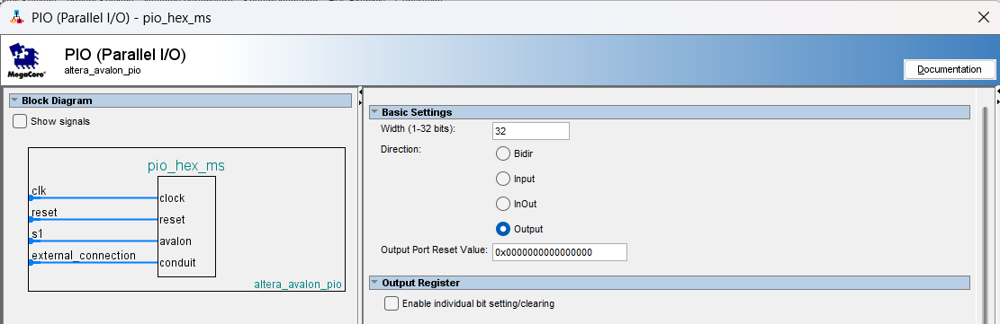 PIO (Parallel I/O) - pio_hex_ms
MegaCore®
PIO (Parallel I/O)
altera_avalon_pio
Documentation
Block Diagram
Show signals
pio_hex_ms
clk
clock
reset
reset
s1
avalon
external_connection
conduit
altera_avalon_pio
Basic Settings
Width (1-32 bits): 32
Direction:
Bidir
Input
InOut
Output
Output Port Reset Value: 0x0000000000000000
Output Register
Enable individual bit setting/clearing